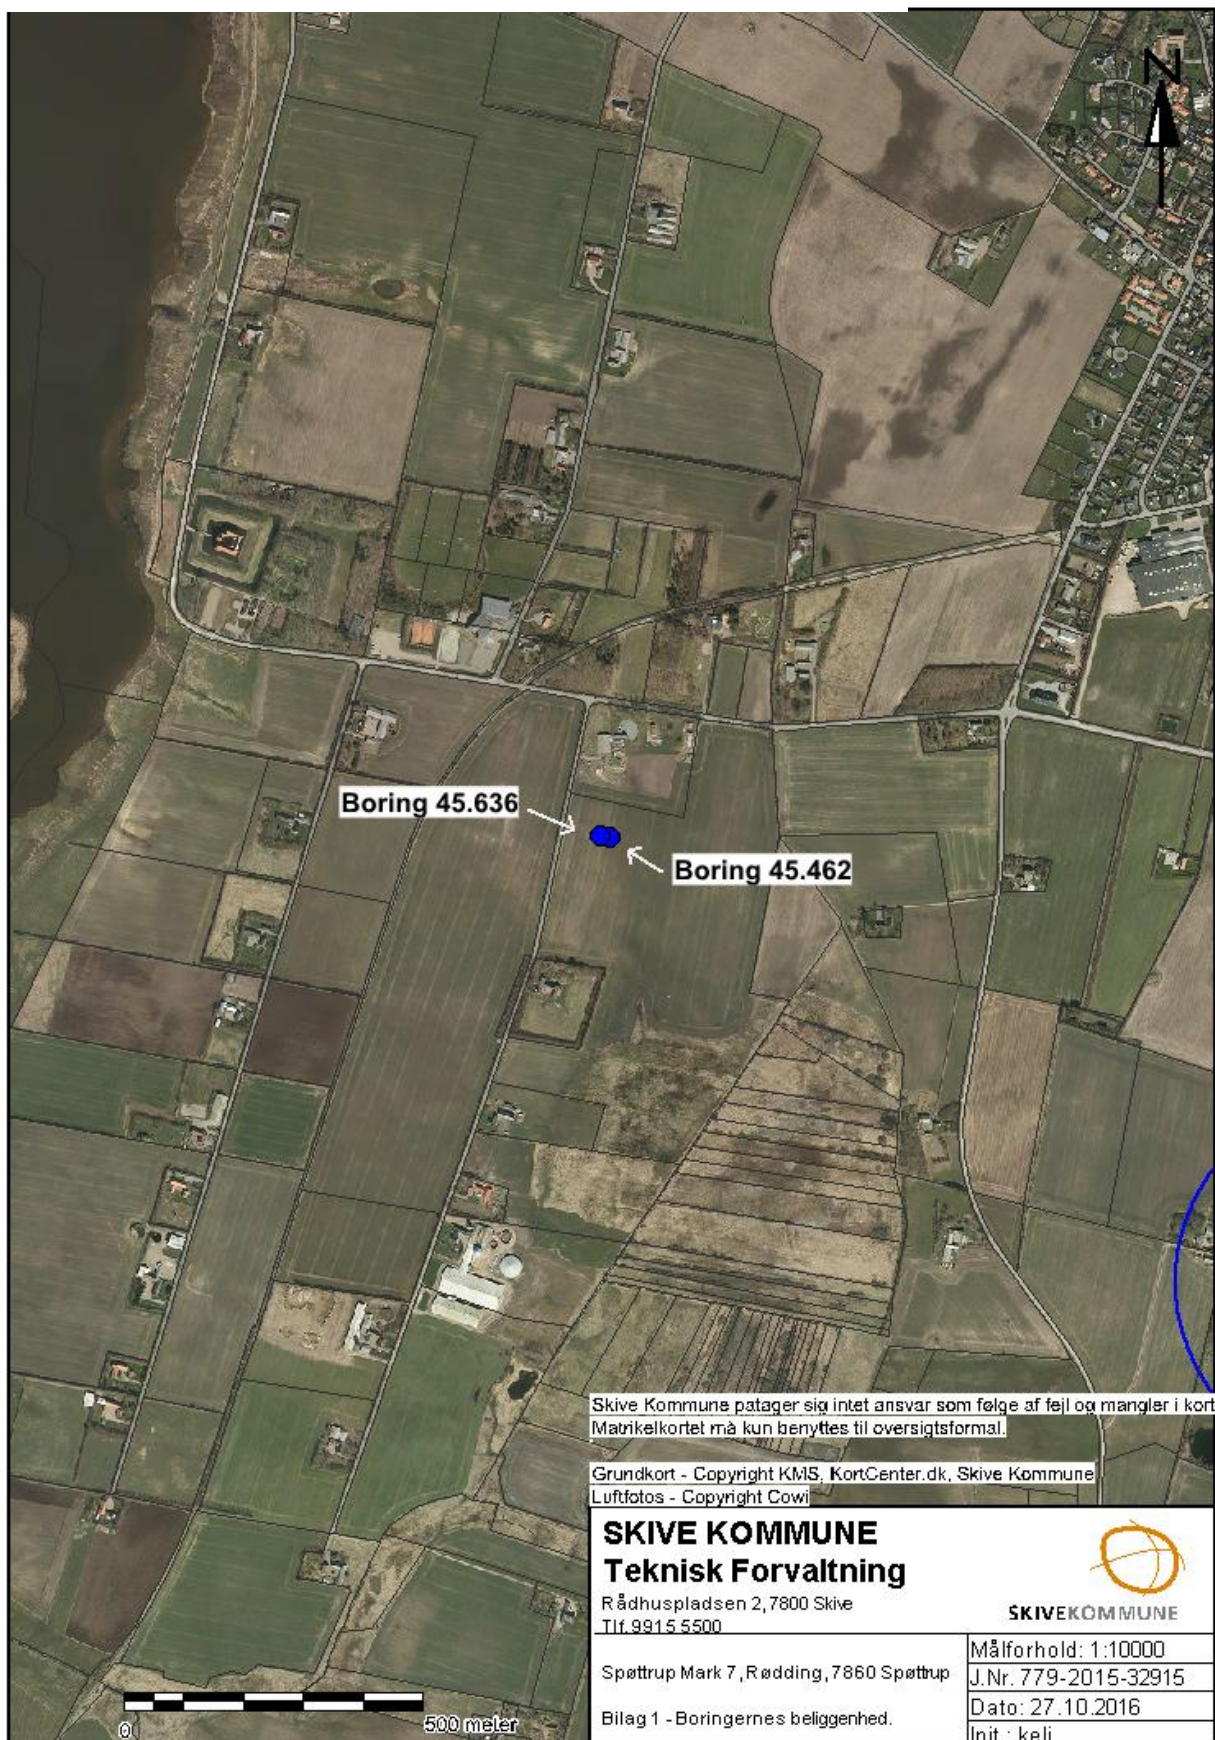 N
Boring 45.636
Boring 45.462
Skive Kommune patager sig intet ansvar som følge af fejl og mangler i kort
Matrikelkortet må kun benyttes til oversigtsformal.
Grundkort - Copyright KMS, KortCenter.dk, Skive Kommune
Luftfotos - Copyright Cowi
SKIVE KOMMUNE
Teknisk Forvaltning
Rådhuspladsen 2, 7800 Skive
Tlf. 9915 5500
SKIVEKOMMUNE
Spøttrup Mark 7, Rødding, 7860 Spøttrup
Bilag 1 - Boringernes beliggenhed.
Målforhold: 1:10000
J.Nr. 779-2015-32915
Dato: 27.10.2016
Init.: keli
0
500 meter